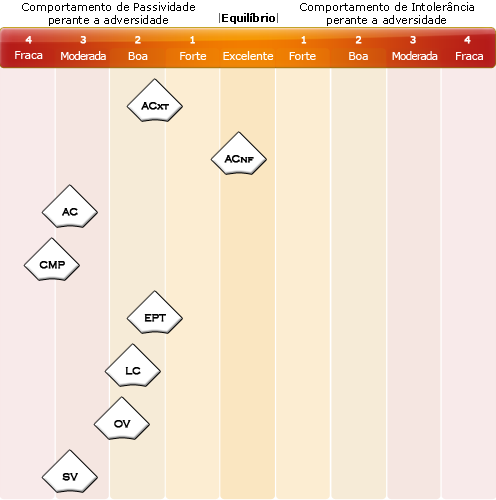 Comportamento de Passividade
perante a adversidade
|Equilíbrio|
Comportamento de Intolerância
perante a adversidade
4 3 2 1 1 2 3 4
Fraca Moderada Boa Forte Excelente Forte Boa Moderada Fraca
ACxt
ACnf
AC
CMP
EPT
LC
OV
SV